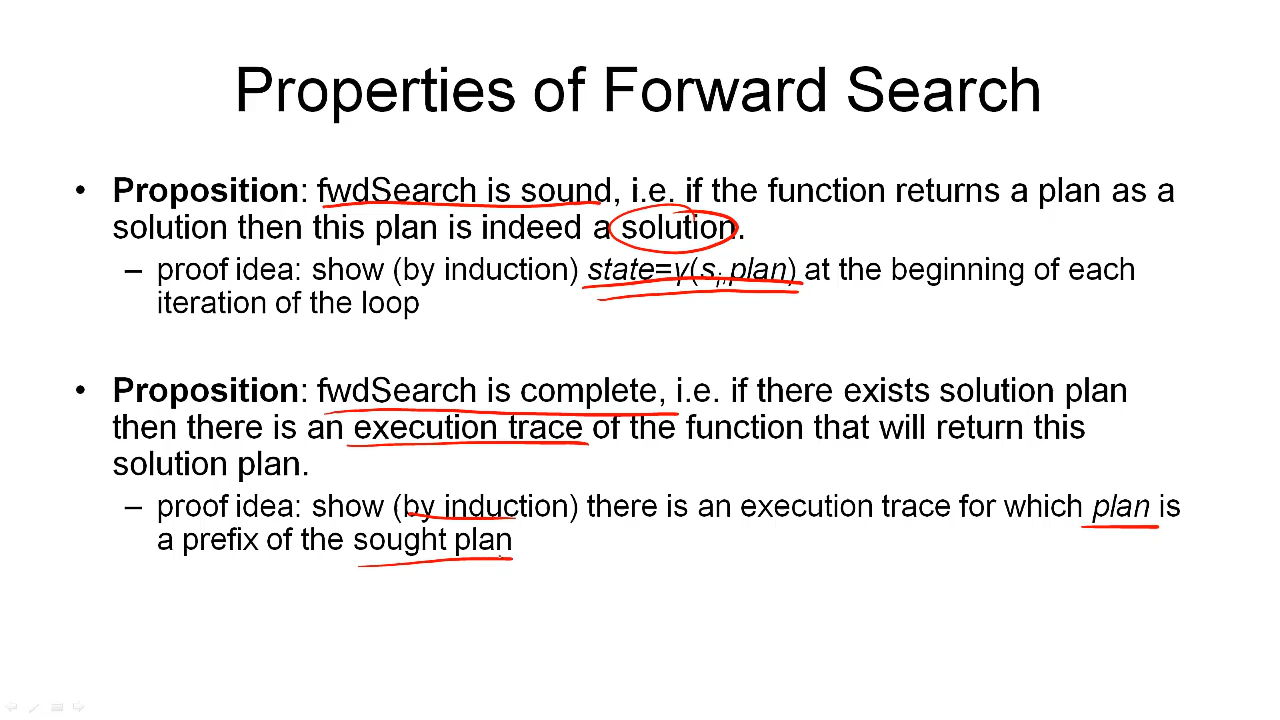 Properties of Forward Search
• Proposition: fwdSearch is sound, i.e. if the function returns a plan as a
solution then this plan is indeed a solution.
– proof idea: show (by induction) state=γ(si,plan) at the beginning of each
iteration of the loop
• Proposition: fwdSearch is complete, i.e. if there exists solution plan
then there is an execution trace of the function that will return this
solution plan.
– proof idea: show (by induction) there is an execution trace for which plan is
a prefix of the sought plan